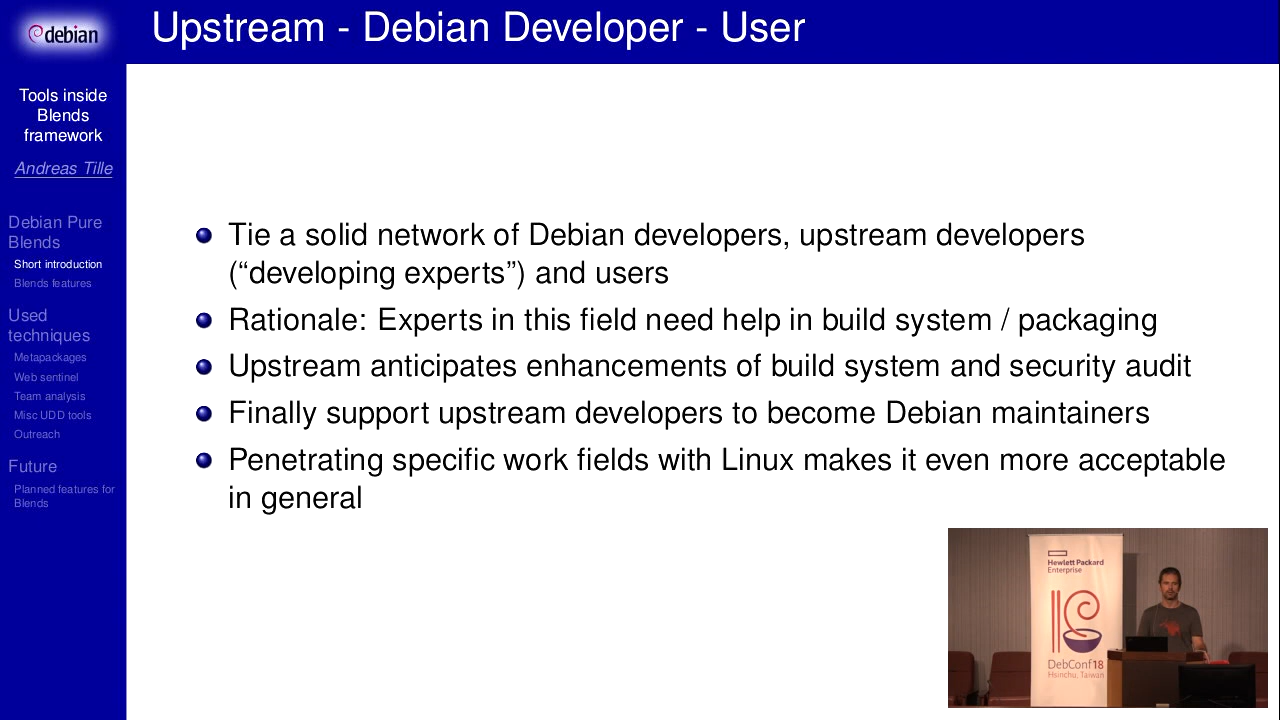 debian
Upstream - Debian Developer - User
Tools inside
Blends
framework
Andreas Tille
Debian Pure
Blends
Short introduction
Blends features
Used
techniques
Metapackages
Web sentinel
Team analysis
Misc UDD tools
Outreach
Future
Planned features for
Blends
Tie a solid network of Debian developers, upstream developers
(“developing experts”) and users
Rationale: Experts in this field need help in build system / packaging
Upstream anticipates enhancements of build system and security audit
Finally support upstream developers to become Debian maintainers
Penetrating specific work fields with Linux makes it even more acceptable
in general
Hewlett Packard
Enterprise
DebConf18
Hsinchu, Taiwan